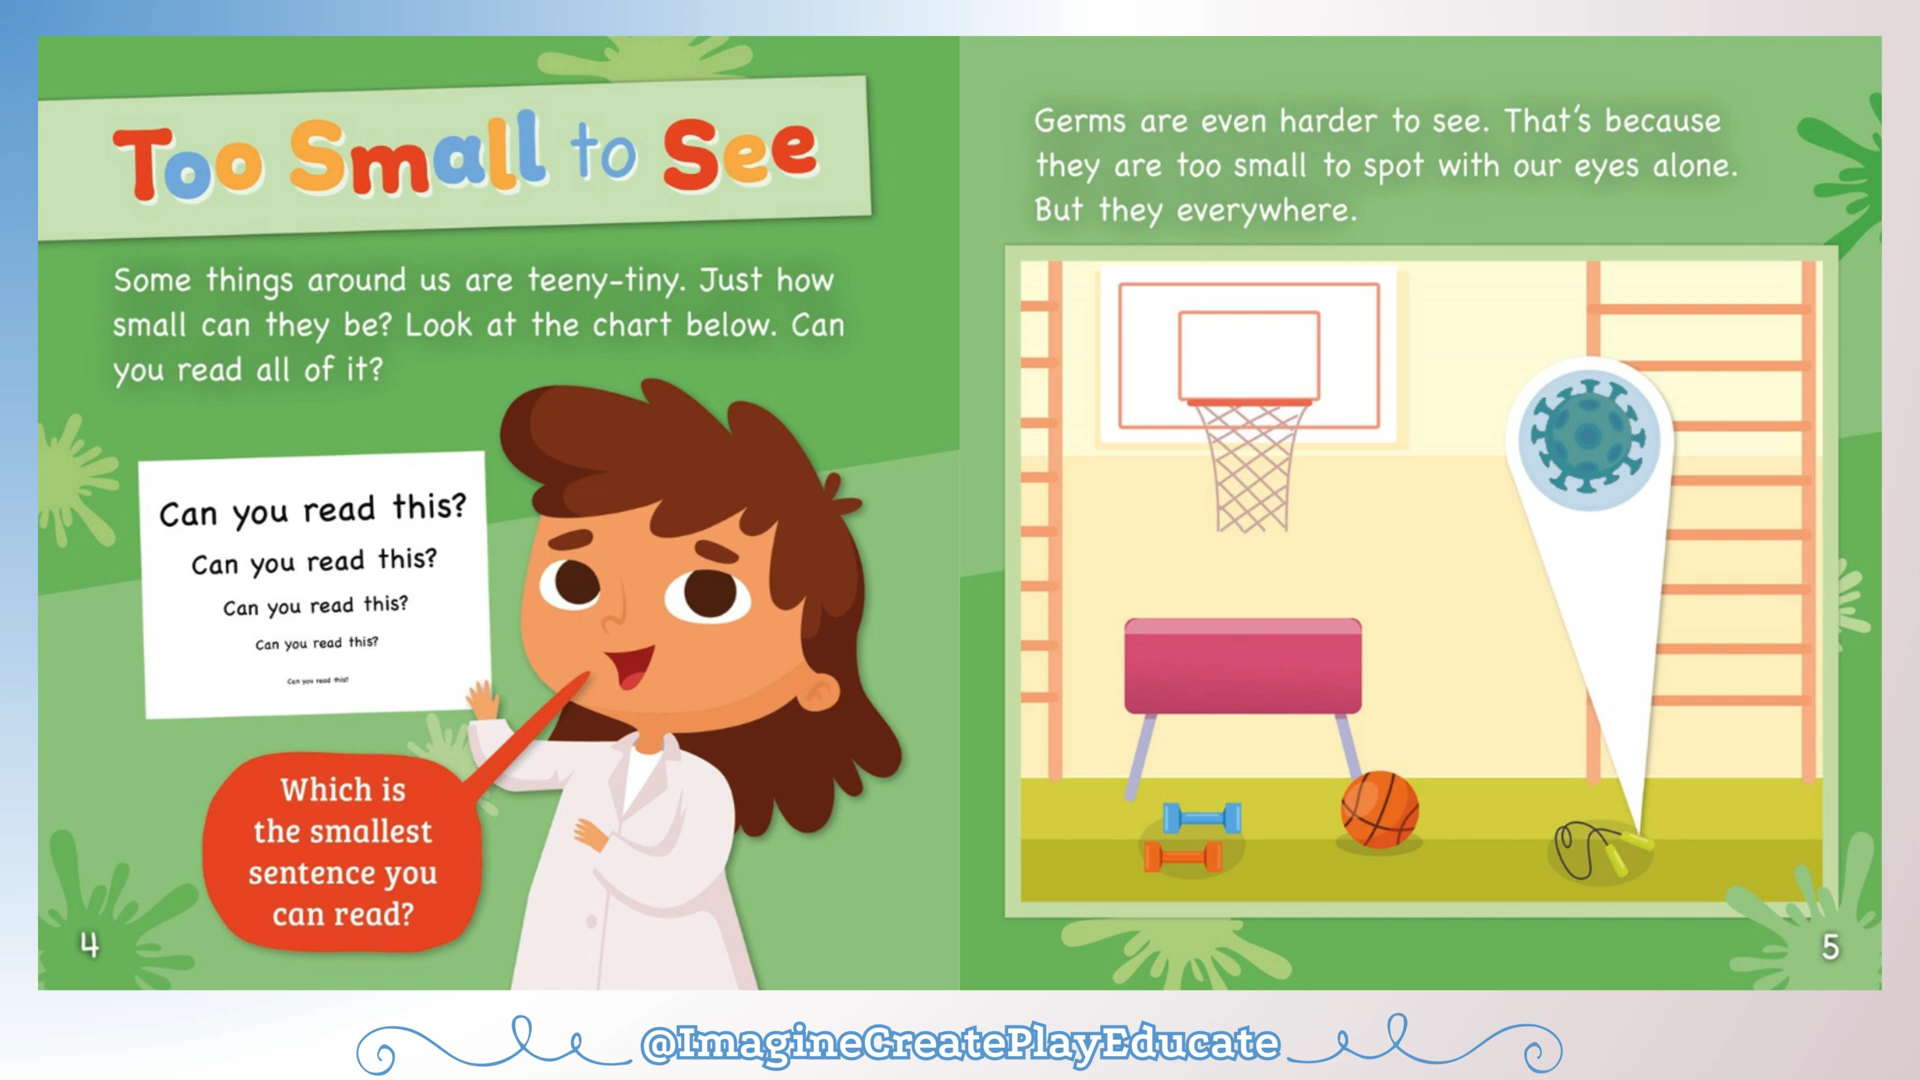 Too Small to See
Some things around us are teeny-tiny. Just how
small can they be? Look at the chart below. Can
you read all of it?
Can you read this?
Can you read this?
Can you read this?
Can you read this?
Can you read this?
Which is
the smallest
sentence you
can read?
4
Germs are even harder to see. That's because
they are too small to spot with our eyes alone.
But they everywhere.
5
@ImagineCreatePlayEducate